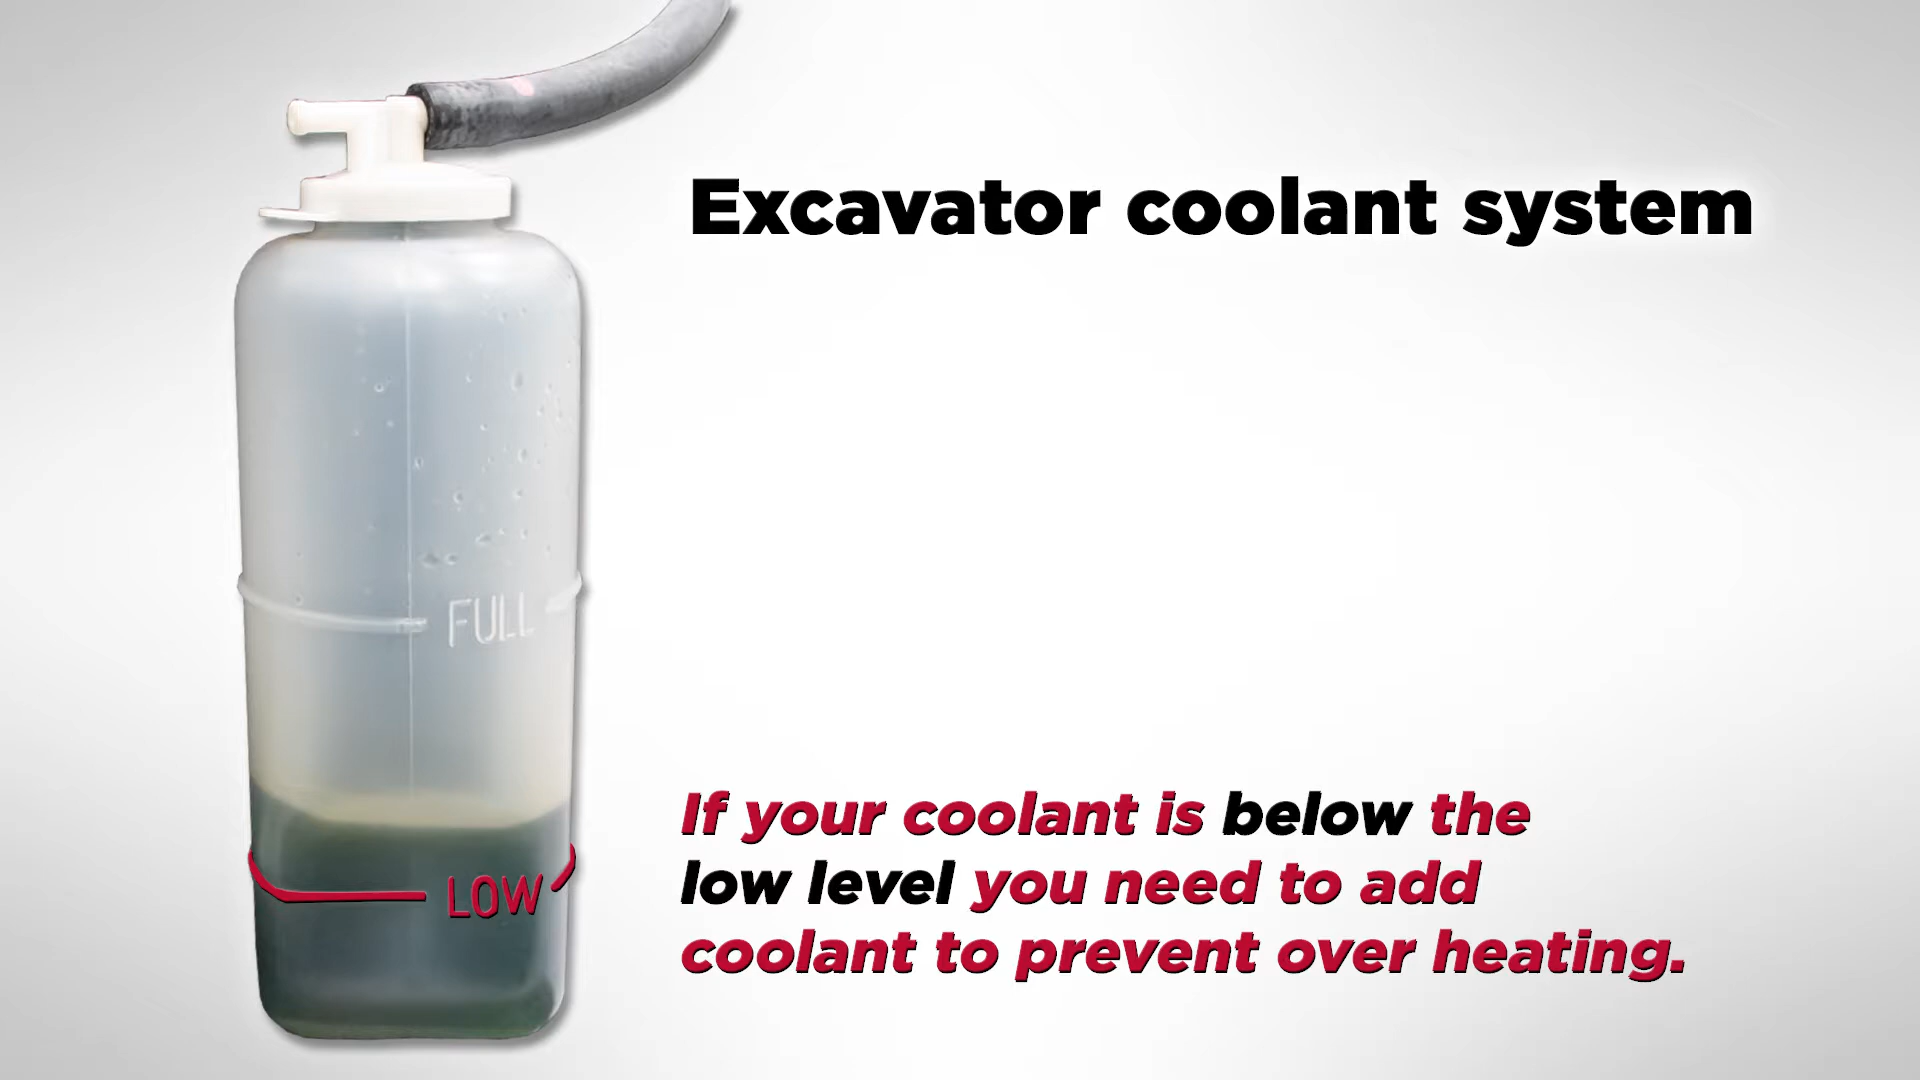 Excavator coolant system
FULL
If your coolant is below the
low level you need to add
LOW
coolant to prevent over heating.